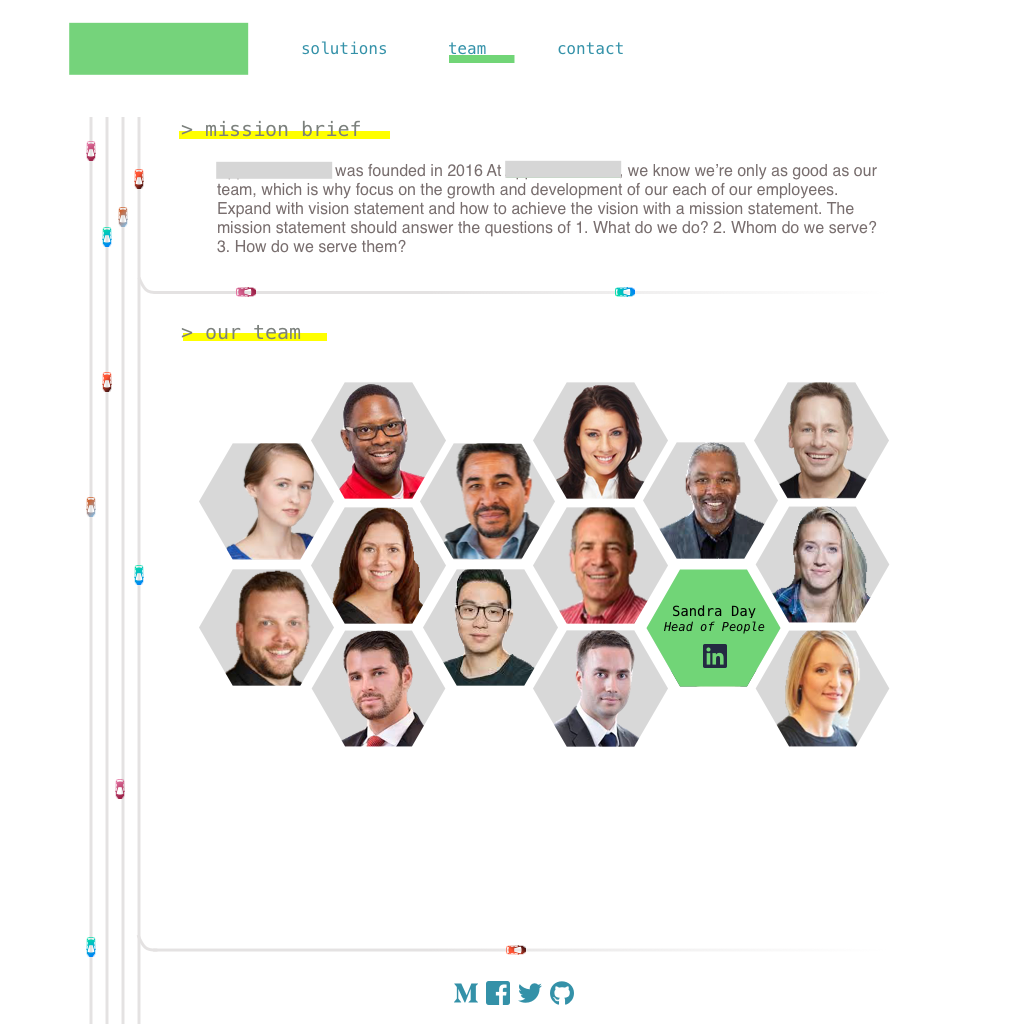 solutions team contact
> mission brief
was founded in 2016 At , we know we’re only as good as our
team, which is why focus on the growth and development of our each of our employees.
Expand with vision statement and how to achieve the vision with a mission statement. The
mission statement should answer the questions of 1. What do we do? 2. Whom do we serve?
3. How do we serve them?
> our team
Sandra Day
Head of People
in
M